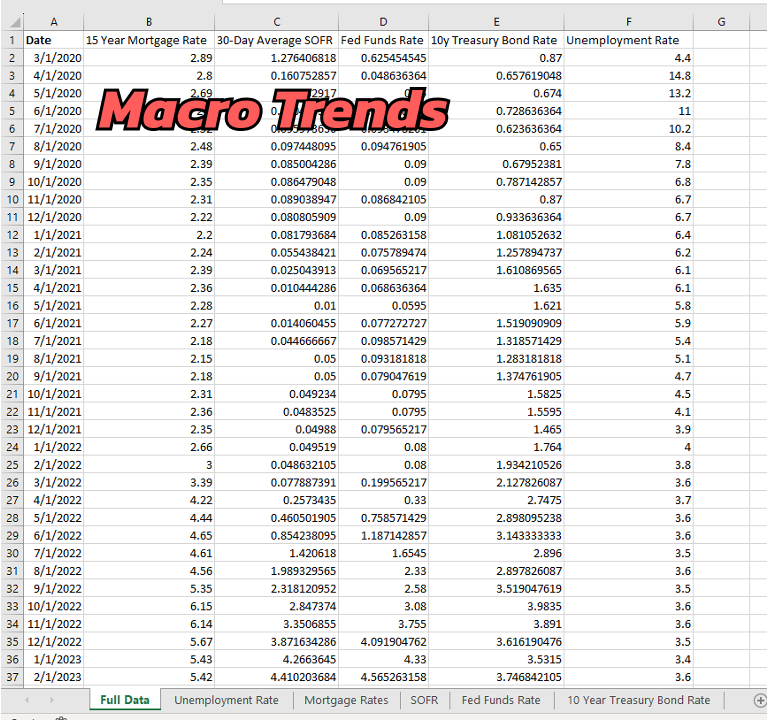 A B C D E F G
1 Date 15 Year Mortgage Rate 30-Day Average SOFR Fed Funds Rate 10y Treasury Bond Rate Unemployment Rate
2 3/1/2020 2.89 1.276406818 0.625454545 0.87 4.4
3 4/1/2020 2.8 0.160752857 0.048636364 0.657619048 14.8
4 5/1/2020 2.69 0.674 13.2
Macro Trends
5 6/1/2020 0.728636364 11
6 7/1/2020 0.623636364 10.2
7 8/1/2020 2.48 0.097448095 0.094761905 0.65 8.4
8 9/1/2020 2.39 0.085004286 0.09 0.67952381 7.8
9 10/1/2020 2.35 0.086479048 0.09 0.787142857 6.8
10 11/1/2020 2.31 0.089038947 0.086842105 0.87 6.7
11 12/1/2020 2.22 0.080805909 0.09 0.933636364 6.7
12 1/1/2021 2.2 0.081793684 0.085263158 1.081052632 6.4
13 2/1/2021 2.24 0.055438421 0.075789474 1.257894737 6.2
14 3/1/2021 2.39 0.025043913 0.069565217 1.610869565 6.1
15 4/1/2021 2.36 0.010444286 0.068636364 1.635 6.1
16 5/1/2021 2.28 0.01 0.0595 1.621 5.8
17 6/1/2021 2.27 0.014060455 0.077272727 1.519090909 5.9
18 7/1/2021 2.18 0.044666667 0.098571429 1.318571429 5.4
19 8/1/2021 2.15 0.05 0.093181818 1.283181818 5.1
20 9/1/2021 2.18 0.05 0.079047619 1.374761905 4.7
21 10/1/2021 2.31 0.049234 0.0795 1.5825 4.5
22 11/1/2021 2.36 0.0483525 0.0795 1.5595 4.1
23 12/1/2021 2.35 0.04988 0.079565217 1.465 3.9
24 1/1/2022 2.66 0.049519 0.08 1.764 4
25 2/1/2022 3 0.048632105 0.08 1.934210526 3.8
26 3/1/2022 3.39 0.077887391 0.199565217 2.127826087 3.6
27 4/1/2022 4.22 0.2573435 0.33 2.7475 3.7
28 5/1/2022 4.44 0.460501905 0.758571429 2.898095238 3.6
29 6/1/2022 4.65 0.854238095 1.187142857 3.143333333 3.6
30 7/1/2022 4.61 1.420618 1.6545 2.896 3.5
31 8/1/2022 4.56 1.989329565 2.33 2.897826087 3.6
32 9/1/2022 5.35 2.318120952 2.58 3.519047619 3.5
33 10/1/2022 6.15 2.847374 3.08 3.9835 3.6
34 11/1/2022 6.14 3.3506855 3.755 3.891 3.6
35 12/1/2022 5.67 3.871634286 4.091904762 3.616190476 3.5
36 1/1/2023 5.43 4.2663645 4.33 3.5315 3.4
37 2/1/2023 5.42 4.410203684 4.565263158 3.746842105 3.6
Full Data Unemployment Rate Mortgage Rates SOFR Fed Funds Rate 10 Year Treasury Bond Rate